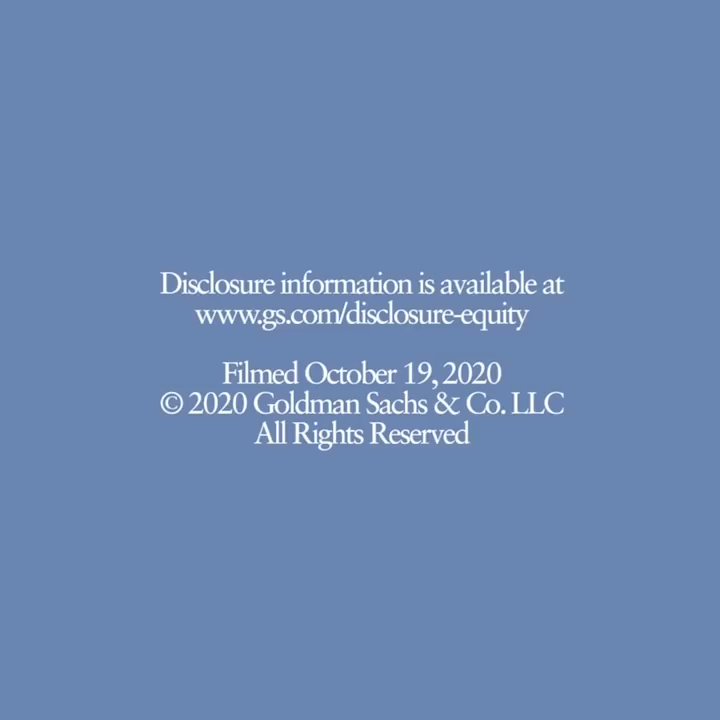 Disclosure information is available at
www.gs.com/disclosure-equity
Filmed October 19, 2020
© 2020 Goldman Sachs & Co. LLC
All Rights Reserved